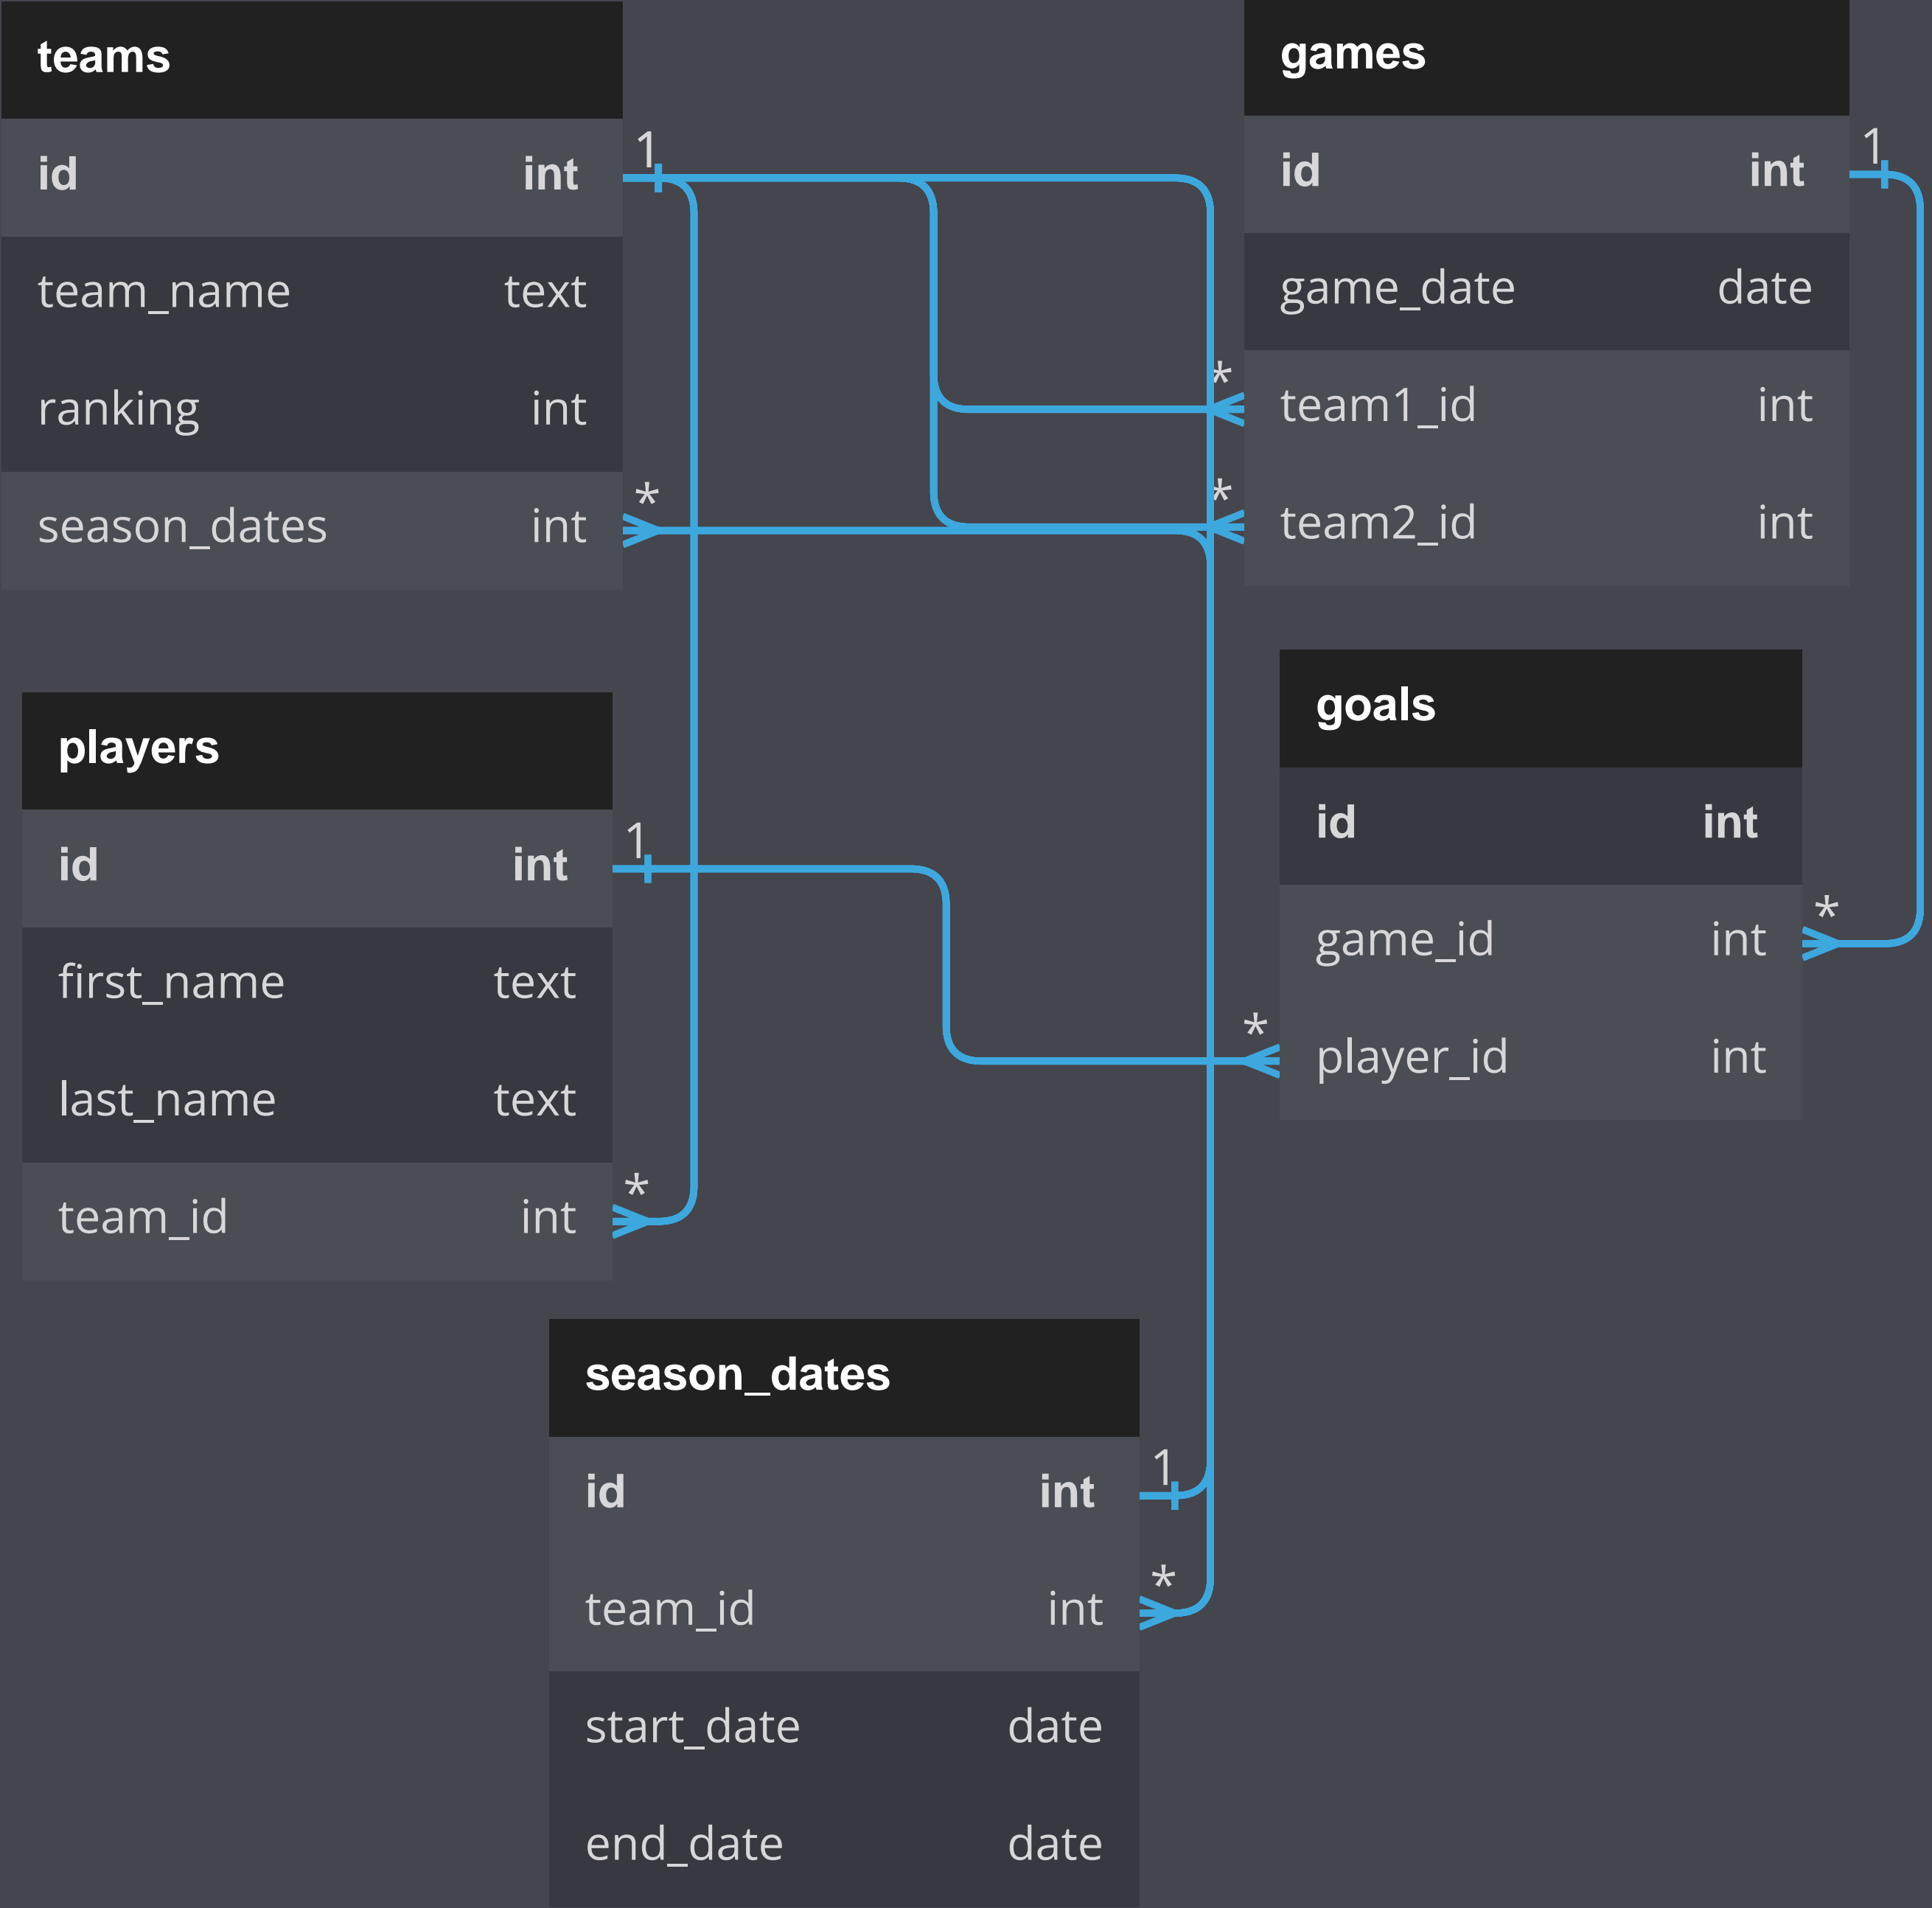 teams
id int
team_name text
ranking int
season_dates int
1
*
games
id int
game_date date
team1_id int
team2_id int
1
*
*
players
id int
first_name text
last_name text
team_id int
1
*
goals
id int
game_id int
player_id int
*
*
season_dates
id int
team_id int
start_date date
end_date date
1
*